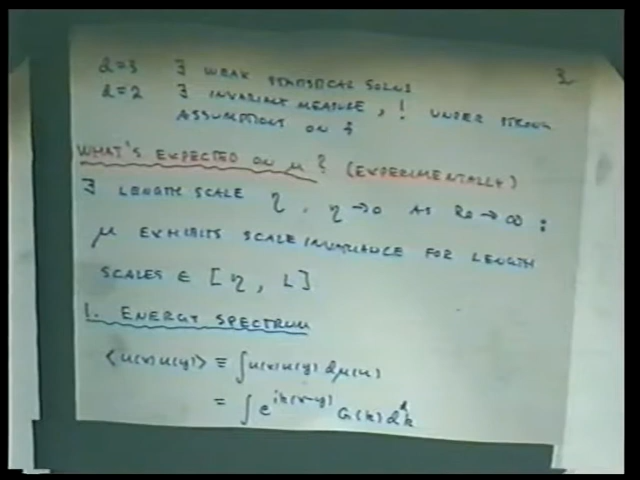 d=3 ∃ WEAK STATISTICAL SOLNS 3
d=2 ∃ INVARIANT MEASURE, ! UNDER STRONG
ASSUMPTIONS ON f
WHAT'S EXPECTED ON μ? (EXPERIMENTALLY)
∃ LENGTH SCALE η, η→0 AS Re→∞ :
μ EXHIBITS SCALE INVARIANCE FOR LENGTH
SCALES ∈ [η, L]
1. ENERGY SPECTRUM
<u(x)u(y)> ≡ ∫u(x)u(y) dμ(u)
= ∫ e^{ik(x-y)} G(k) d^d k